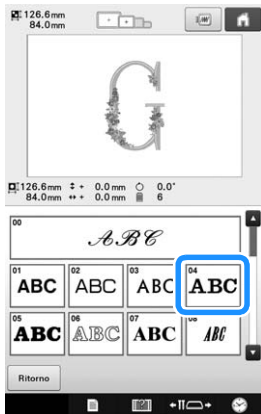 126.6mm
84.0mm
G
126.6mm + 0.0mm 0.0°
84.0mm + 0.0mm 6
00
ABC
01 02 03 04
ABC ABC ABC ABC
05 06 07 08
ABC ABC ABC ABC
Ritorno